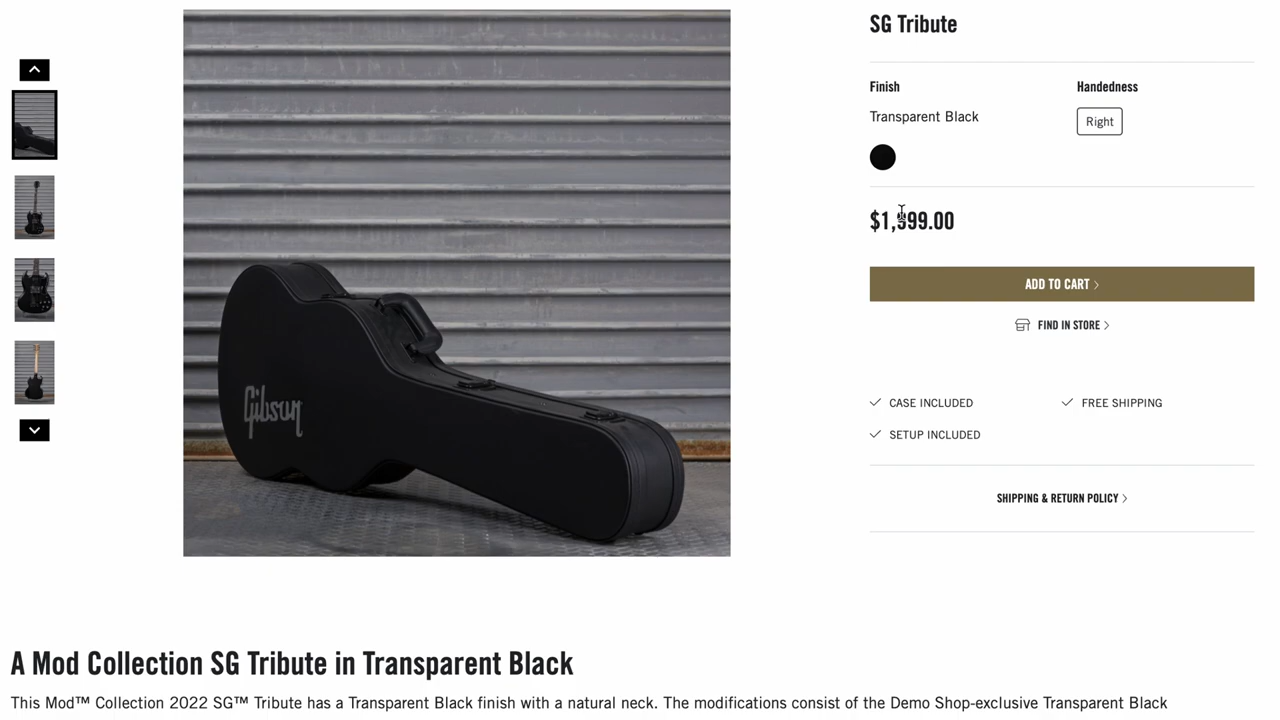 SG Tribute
Finish
Handedness
Transparent Black
Right
ADD TO CART
FIND IN STORE
CASE INCLUDED
FREE SHIPPING
SETUP INCLUDED
SHIPPING & RETURN POLICY
Gibson
A Mod Collection SG Tribute in Transparent Black
This Mod™ Collection 2022 SG™ Tribute has a Transparent Black finish with a natural neck. The modifications consist of the Demo Shop-exclusive Transparent Black